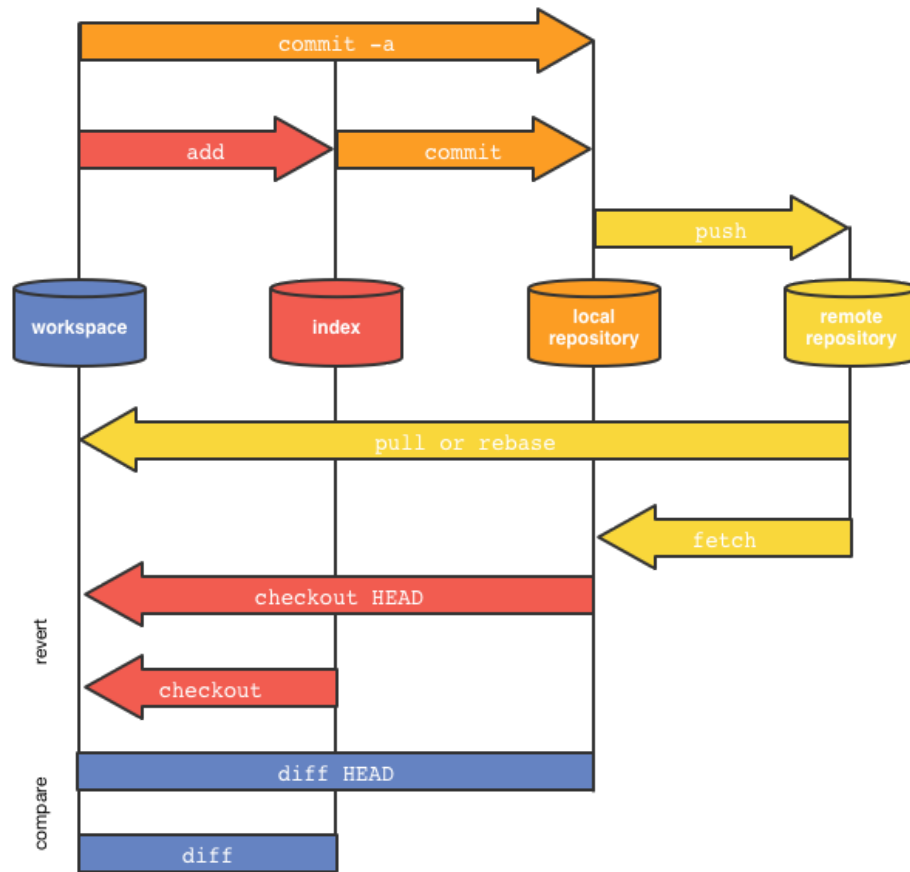 commit -a
add
commit
push
workspace
index
local
repository
remote
repository
pull or rebase
fetch
checkout HEAD
revert
checkout
diff HEAD
compare
diff